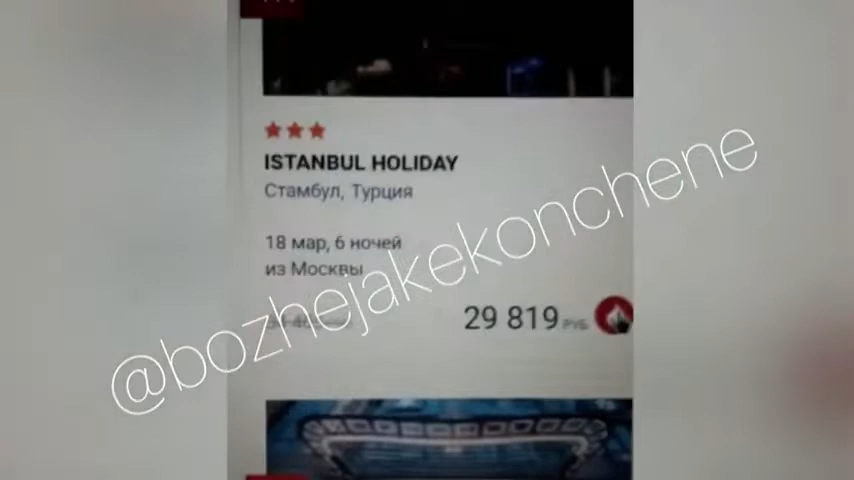 ISTANBUL HOLIDAY
Стамбул, Турция
18 мар, 6 ночей
из Москвы
29 819 РУБ
@bozhejakekonchene